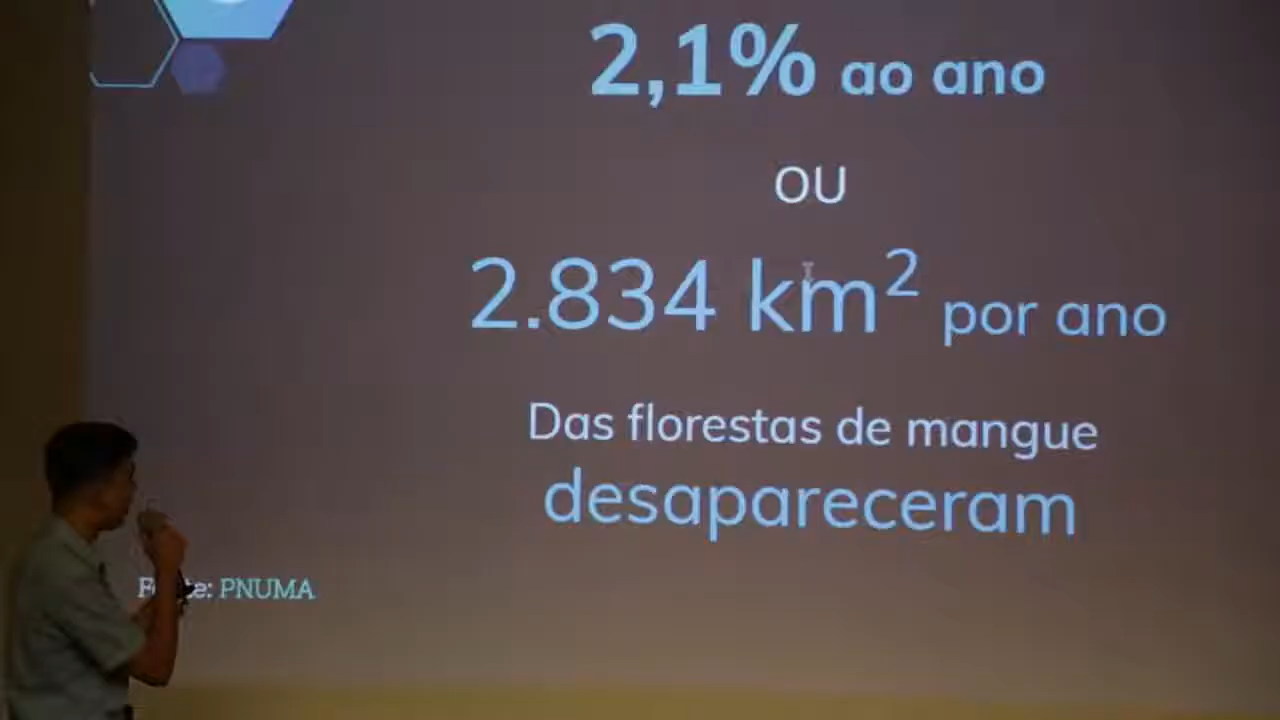 2,1% ao ano
OU
2.834 km² por ano
Das florestas de mangue
desapareceram
PNUMA